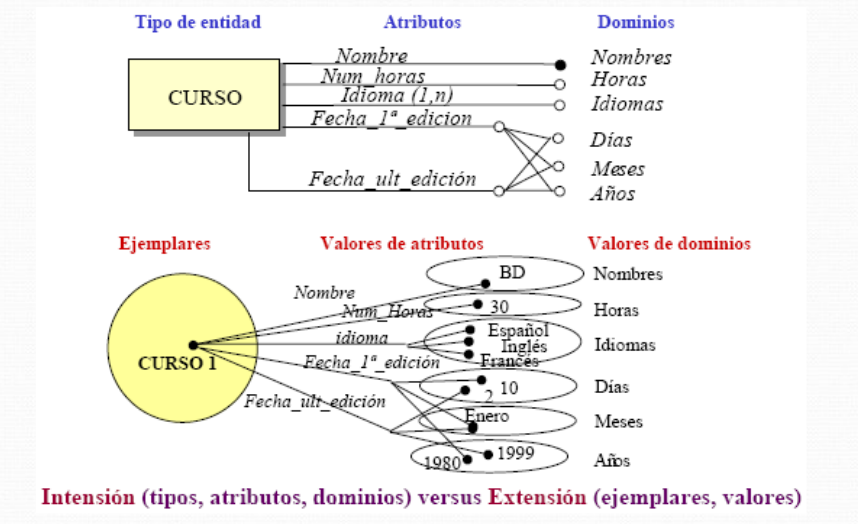 Tipo de entidad Atributos Dominios
Nombre Nombres
Num_horas Horas
CURSO Idioma (1,n) Idiomas
Fecha_1ª_edicion
Días
Meses
Fecha_ult_edición Años
Ejemplares Valores de atributos Valores de dominios
BD Nombres
Nombre
Num_Horas 30 Horas
Español
idioma Inglés Idiomas
CURSO 1 Fecha_1ª_edición Francés
10 Días
Fecha_ult_edición 2
Enero Meses
1980 1999 Años
Intensión (tipos, atributos, dominios) versus Extensión (ejemplares, valores)